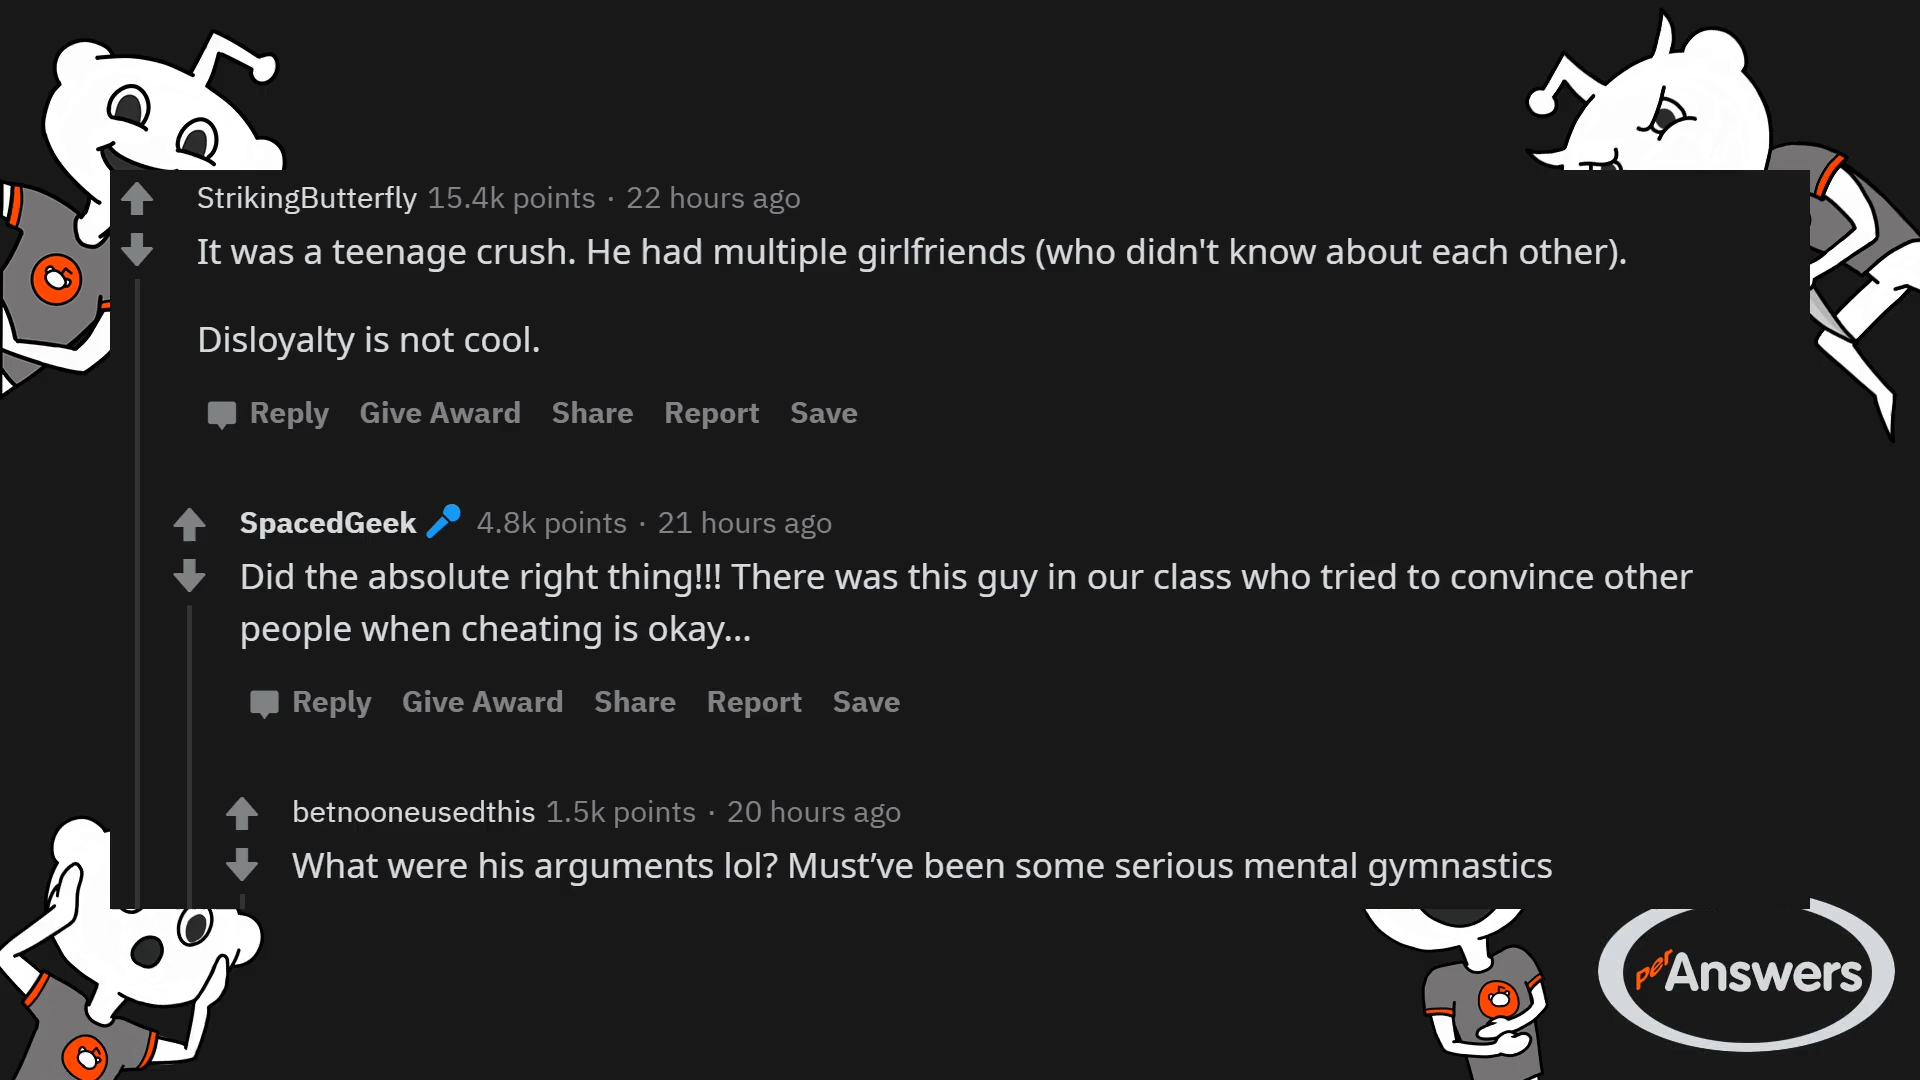 StrikingButterfly 15.4k points · 22 hours ago
It was a teenage crush. He had multiple girlfriends (who didn't know about each other).
Disloyalty is not cool.
Reply Give Award Share Report Save
SpacedGeek 4.8k points · 21 hours ago
Did the absolute right thing!!! There was this guy in our class who tried to convince other
people when cheating is okay...
Reply Give Award Share Report Save
betnooneusedthis 1.5k points · 20 hours ago
What were his arguments lol? Must’ve been some serious mental gymnastics
perAnswers